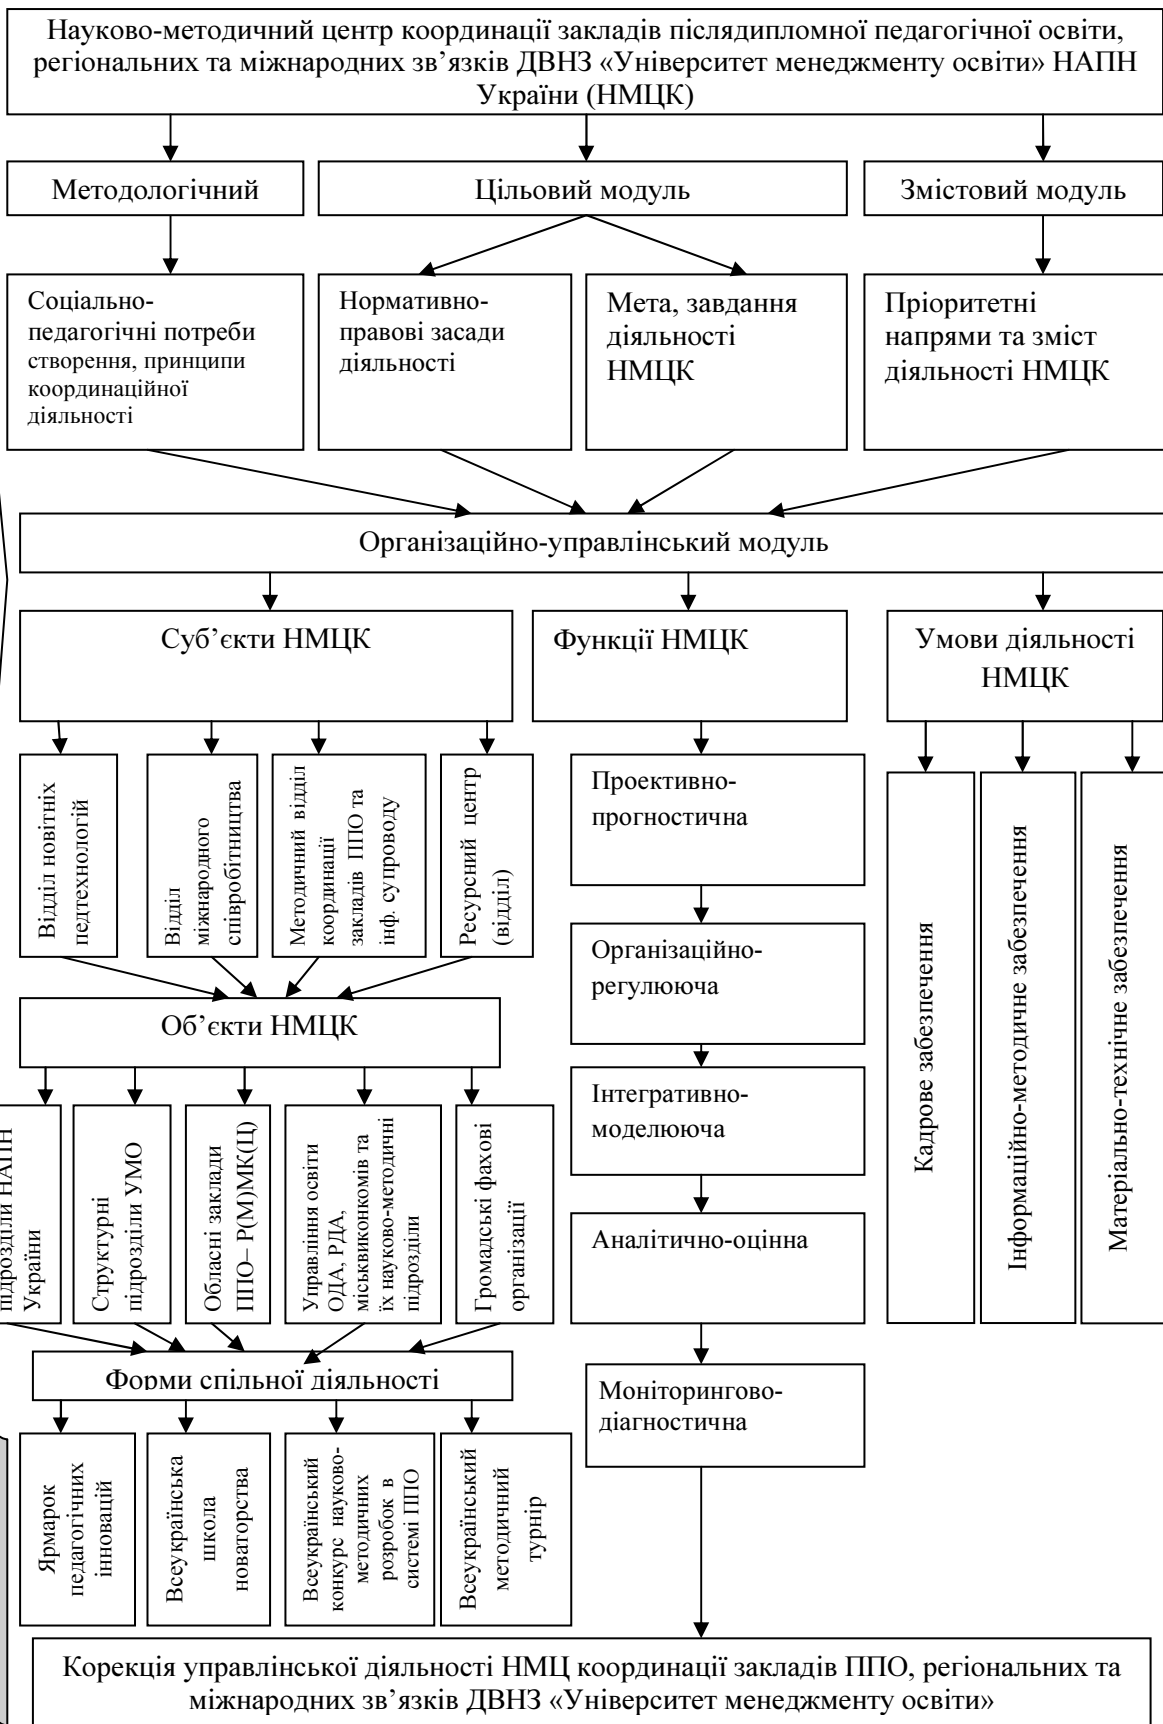 Науково-методичний центр координації закладів післядипломної педагогічної освіти,
регіональних та міжнародних зв’язків ДВНЗ «Університет менеджменту освіти» НАПН
України (НМЦК)
Методологічний
Цільовий модуль
Змістовий модуль
Соціально-
педагогічні потреби
створення, принципи
координаційної
діяльності
Нормативно-
правові засади
діяльності
Мета, завдання
діяльності
НМЦК
Пріоритетні
напрями та зміст
діяльності НМЦК
Організаційно-управлінський модуль
Суб’єкти НМЦК
Функції НМЦК
Умови діяльності
НМЦК
Відділ новітніх
педтехнологій
Відділ
міжнародного
співробітництва
Методичний відділ
координації
закладів ППО та
інф. супроводу
Ресурсний центр
(відділ)
Проективно-
прогностична
Організаційно-
регулююча
Інтегративно-
моделююча
Аналітично-оцінна
Моніторингово-
діагностична
Кадрове забезпечення
Інформаційно-методичне забезпечення
Матеріально-технічне забезпечення
Об’єкти НМЦК
підрозділи НАПН
України
Структурні
підрозділи УМО
Обласні заклади
ППО– Р(М)МК(Ц)
Управління освіти
ОДА, РДА,
міськвиконкомів та
їх науково-методичні
підрозділи
Громадські фахові
організації
Форми спільної діяльності
Ярмарок
педагогічних
інновацій
Всеукраїнська
школа
новаторства
Всеукраїнський
конкурс науково-
методичних
розробок в
системі ППО
Всеукраїнський
методичний
турнір
Корекція управлінської діяльності НМЦ координації закладів ППО, регіональних та
міжнародних зв’язків ДВНЗ «Університет менеджменту освіти»